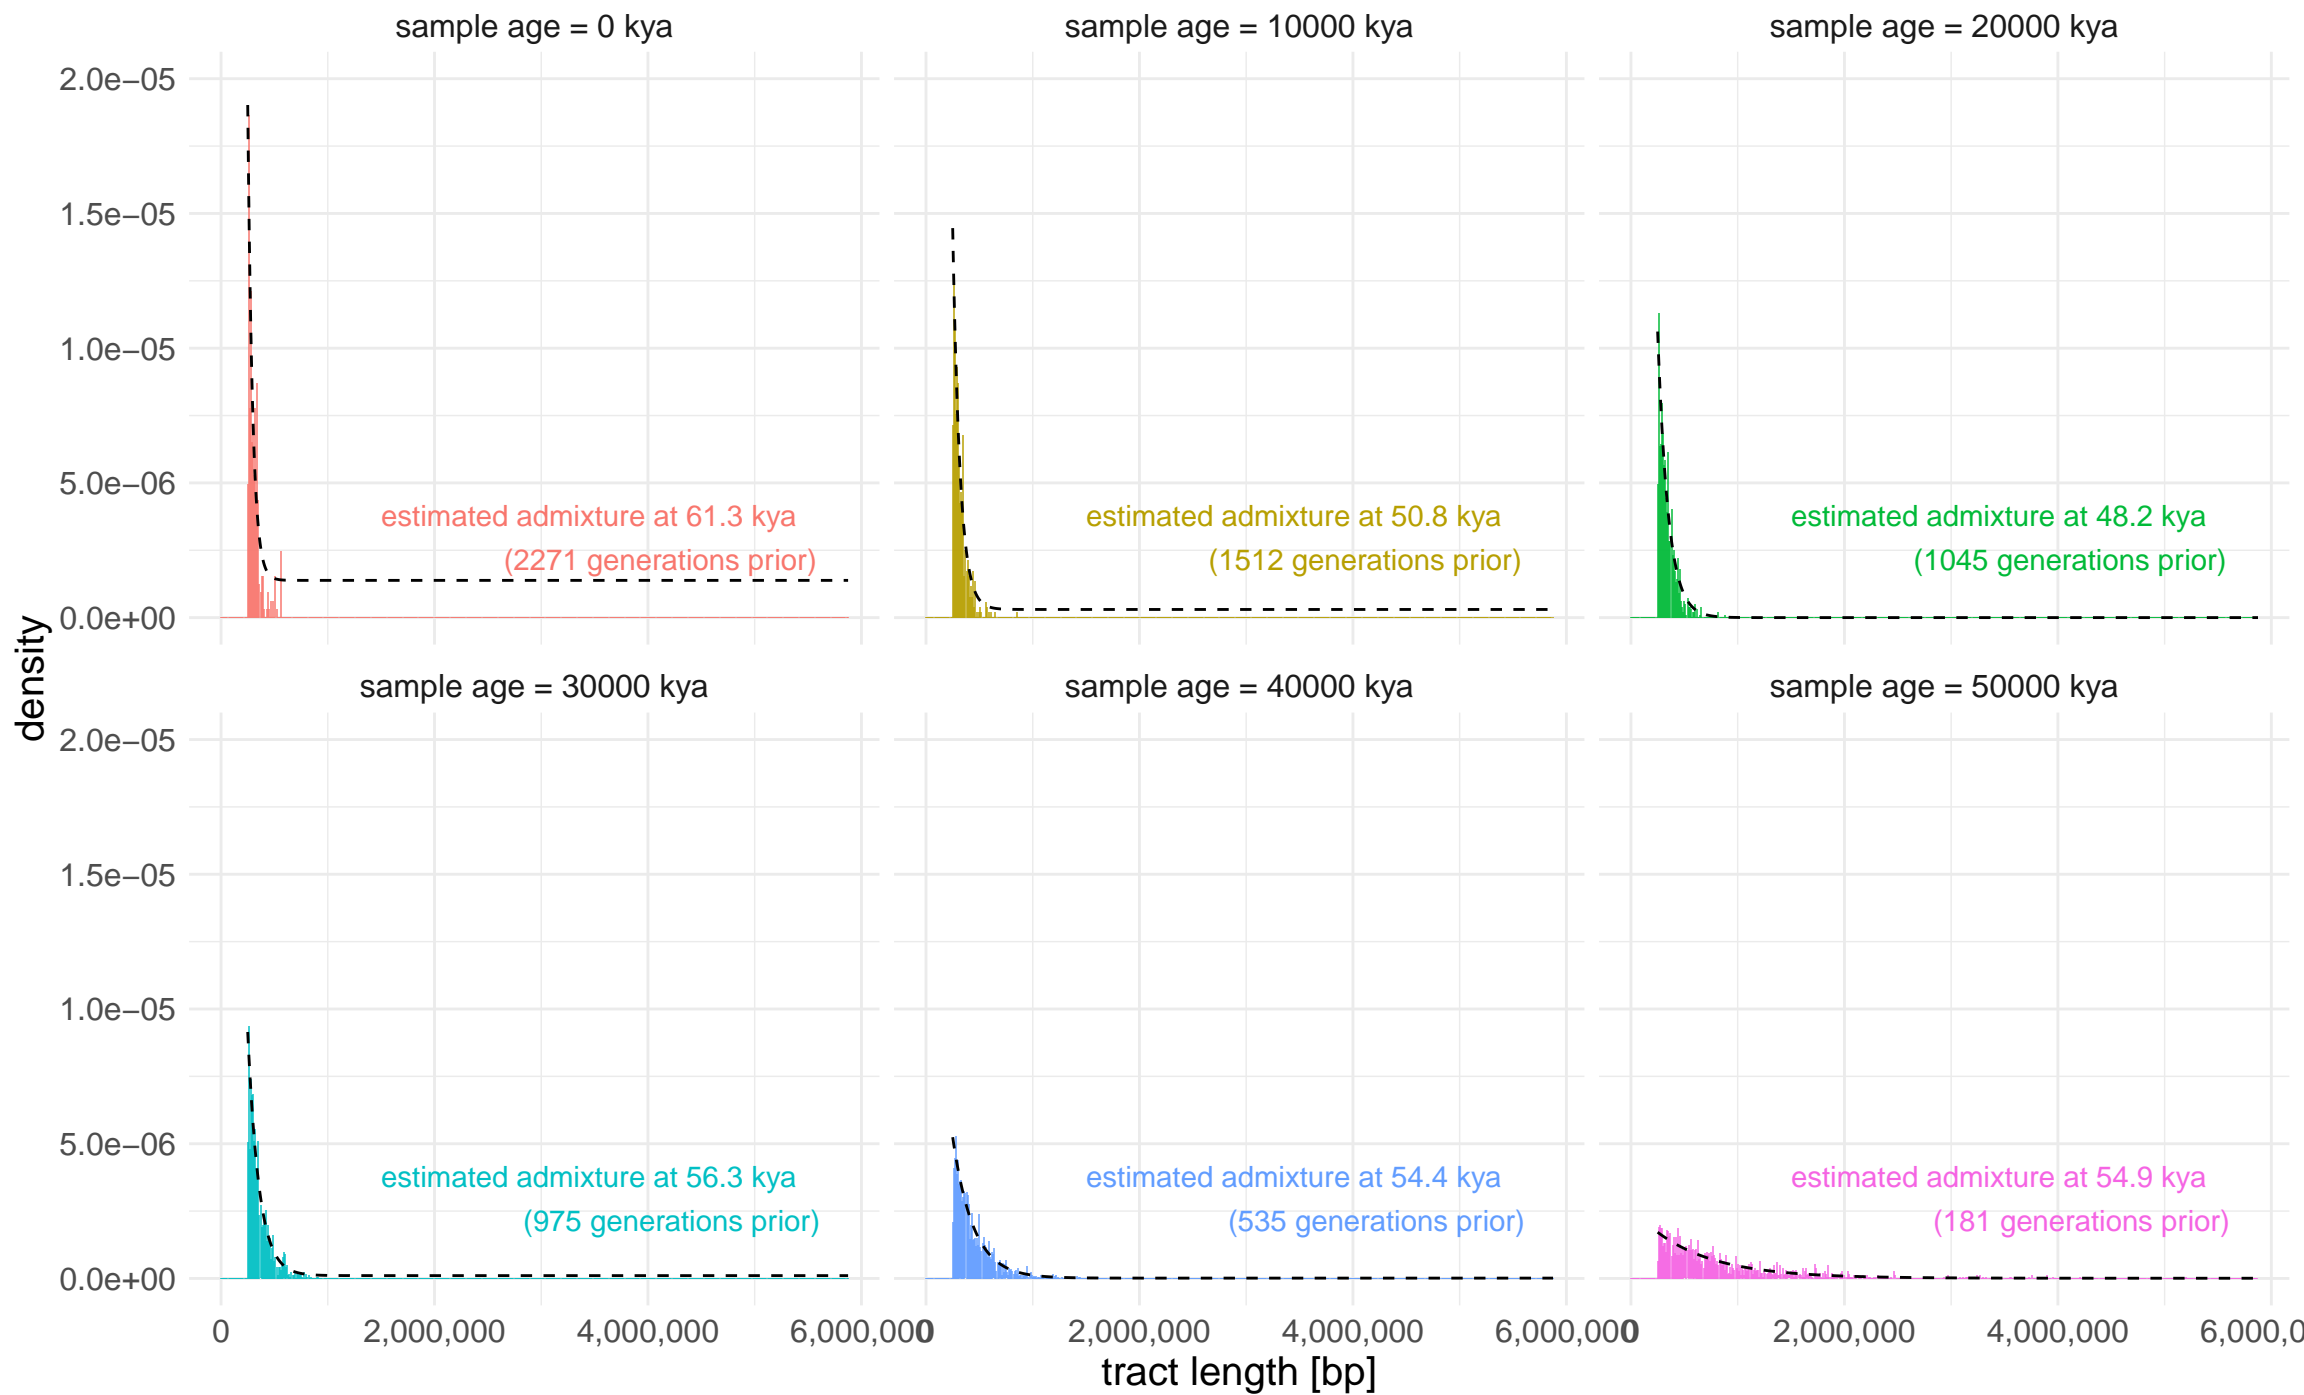 sample age = 0 kya
sample age = 10000 kya
sample age = 20000 kya
2.0e−05
1.5e−05
1.0e−05
5.0e−06
0.0e+00
estimated admixture at 61.3 kya
(2271 generations prior)
estimated admixture at 50.8 kya
(1512 generations prior)
estimated admixture at 48.2 kya
(1045 generations prior)
density
sample age = 30000 kya
sample age = 40000 kya
sample age = 50000 kya
2.0e−05
1.5e−05
1.0e−05
5.0e−06
0.0e+00
estimated admixture at 56.3 kya
(975 generations prior)
estimated admixture at 54.4 kya
(535 generations prior)
estimated admixture at 54.9 kya
(181 generations prior)
0 2,000,000 4,000,000 6,000,000
0 2,000,000 4,000,000 6,000,000
0 2,000,000 4,000,000 6,000,0
tract length [bp]